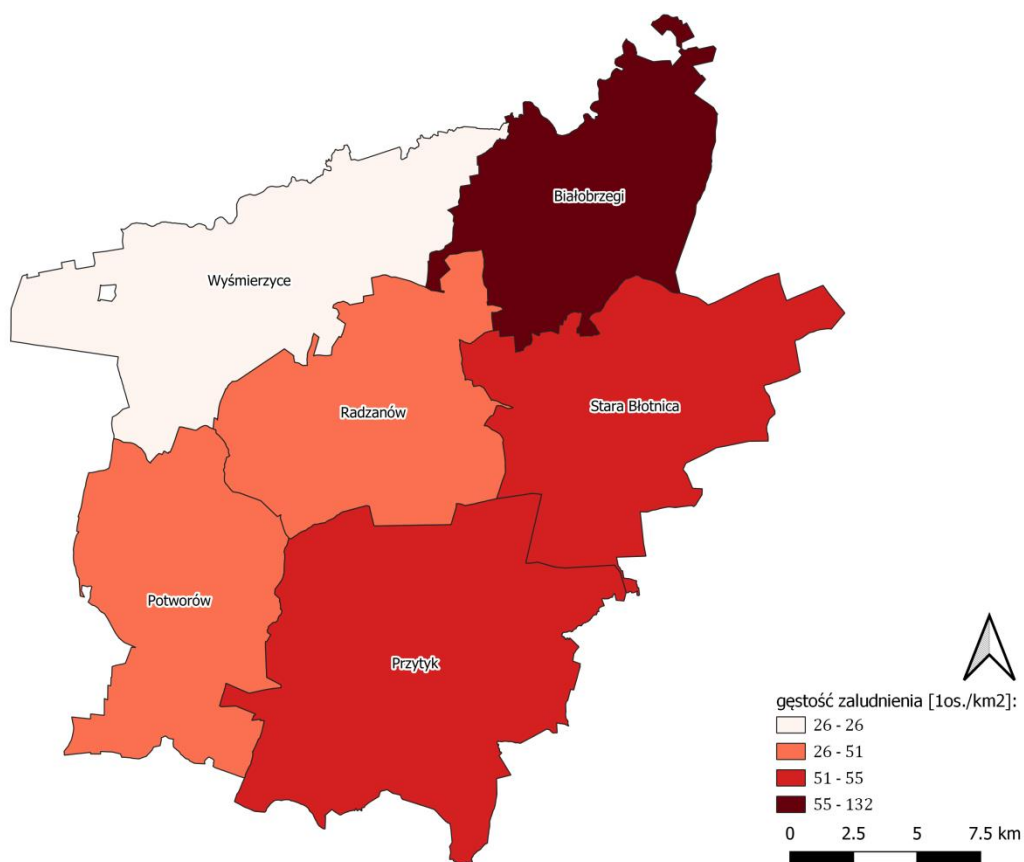 Białobrzegi
Wyśmierzyce
Radzanów
Stara Błotnica
Potworów
Przytyk
gęstość zaludnienia [1os./km2]:
26 - 26
26 - 51
51 - 55
55 - 132
0 2.5 5 7.5 km